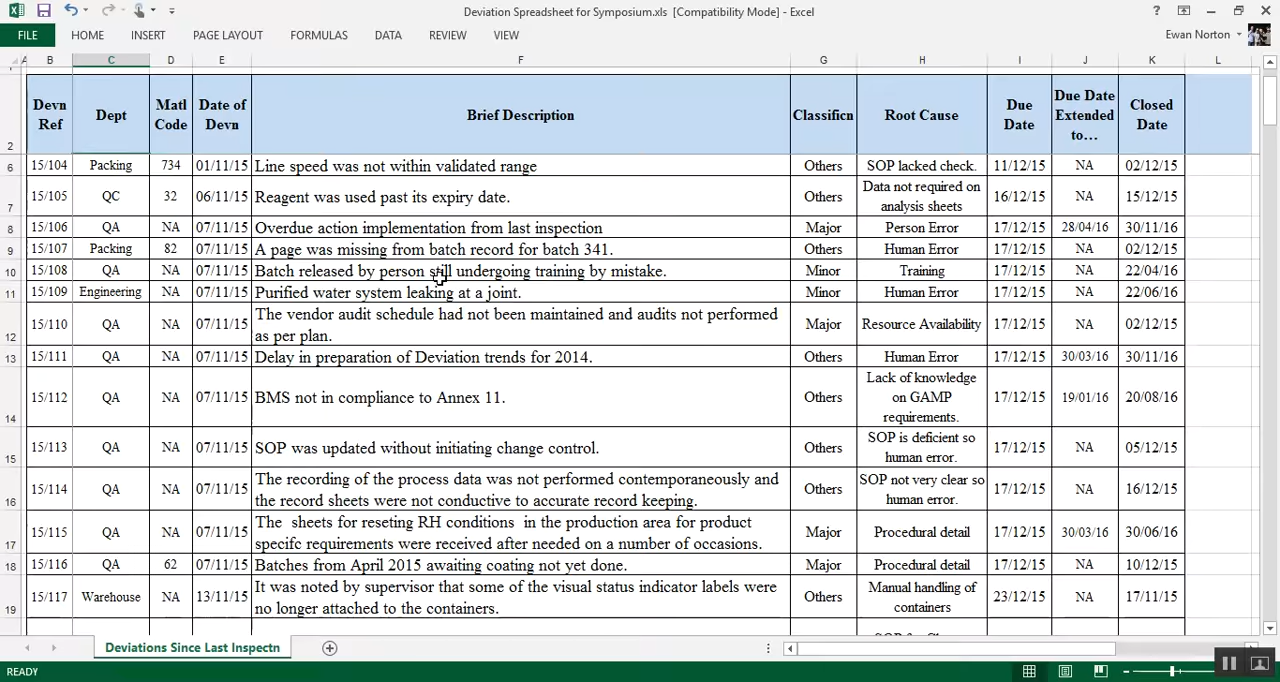 Deviation Spreadsheet for Symposium.xls [Compatibility Mode] - Excel
?
FILE HOME INSERT PAGE LAYOUT FORMULAS DATA REVIEW VIEW
Ewan Norton
B C D E F G H I J K L
2 Devn Ref Dept Matl Code Date of Devn Brief Description Classificn Root Cause Due Date Due Date Extended to… Closed Date
6 15/104 Packing 734 01/11/15 Line speed was not within validated range Others SOP lacked check. 11/12/15 NA 02/12/15
7 15/105 QC 32 06/11/15 Reagent was used past its expiry date. Others Data not required on analysis sheets 16/12/15 NA 15/12/15
8 15/106 QA NA 07/11/15 Overdue action implementation from last inspection Major Person Error 17/12/15 28/04/16 30/11/16
9 15/107 Packing 82 07/11/15 A page was missing from batch record for batch 341. Others Human Error 17/12/15 NA 02/12/15
10 15/108 QA NA 07/11/15 Batch released by person still undergoing training by mistake. Minor Training 17/12/15 NA 22/04/16
11 15/109 Engineering NA 07/11/15 Purified water system leaking at a joint. Minor Human Error 17/12/15 NA 22/06/16
12 15/110 QA NA 07/11/15 The vendor audit schedule had not been maintained and audits not performed as per plan. Major Resource Availability 17/12/15 NA 02/12/15
13 15/111 QA NA 07/11/15 Delay in preparation of Deviation trends for 2014. Others Human Error 17/12/15 30/03/16 30/11/16
14 15/112 QA NA 07/11/15 BMS not in compliance to Annex 11. Others Lack of knowledge on GAMP requirements. 17/12/15 19/01/16 20/08/16
15 15/113 QA NA 07/11/15 SOP was updated without initiating change control. Others SOP is deficient so human error. 17/12/15 NA 05/12/15
16 15/114 QA NA 07/11/15 The recording of the process data was not performed contemporaneously and the record sheets were not conductive to accurate record keeping. Others SOP not very clear so human error. 17/12/15 NA 16/12/15
17 15/115 QA NA 07/11/15 The sheets for reseting RH conditions in the production area for product specifc requirements were received after needed on a number of occasions. Major Procedural detail 17/12/15 30/03/16 30/06/16
18 15/116 QA 62 07/11/15 Batches from April 2015 awaiting coating not yet done. Major Procedural detail 17/12/15 NA 10/12/15
19 15/117 Warehouse NA 13/11/15 It was noted by supervisor that some of the visual status indicator labels were no longer attached to the containers. Others Manual handling of containers 23/12/15 NA 17/11/15
Deviations Since Last Inspectn
READY